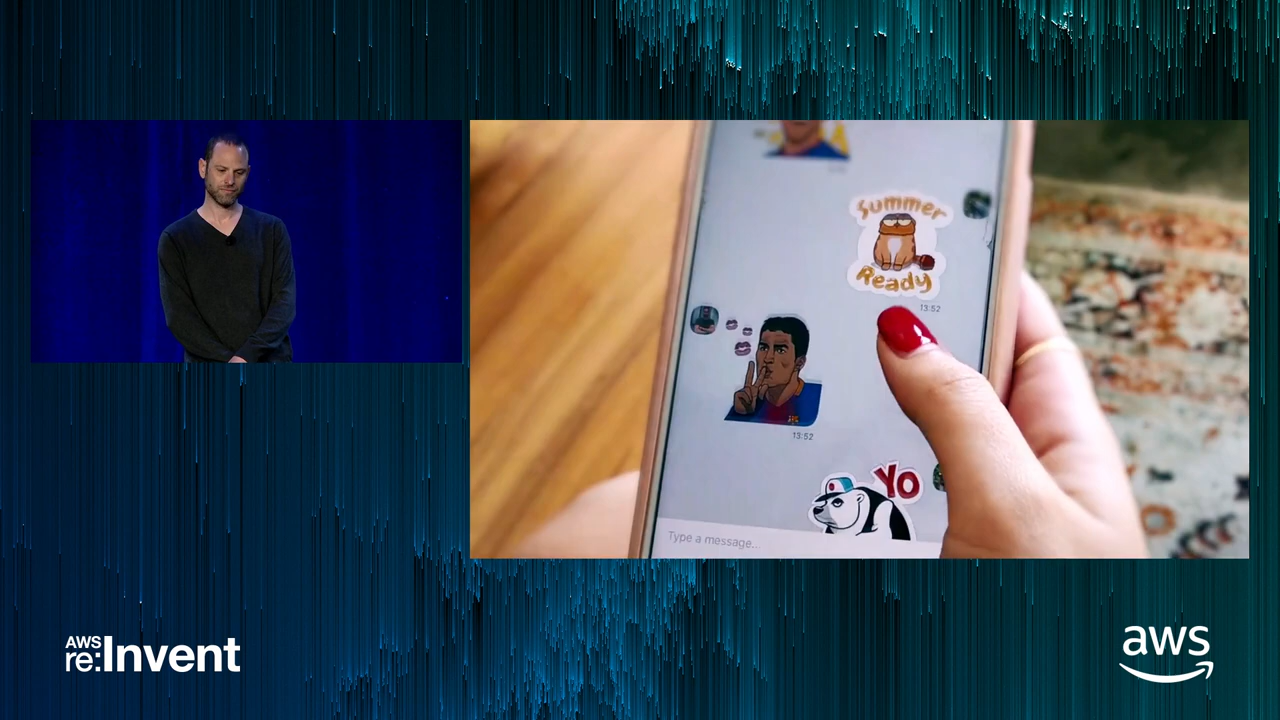 Summer
Ready
13:52
13:52
YO
Type a message...
AWS
re:Invent
aws